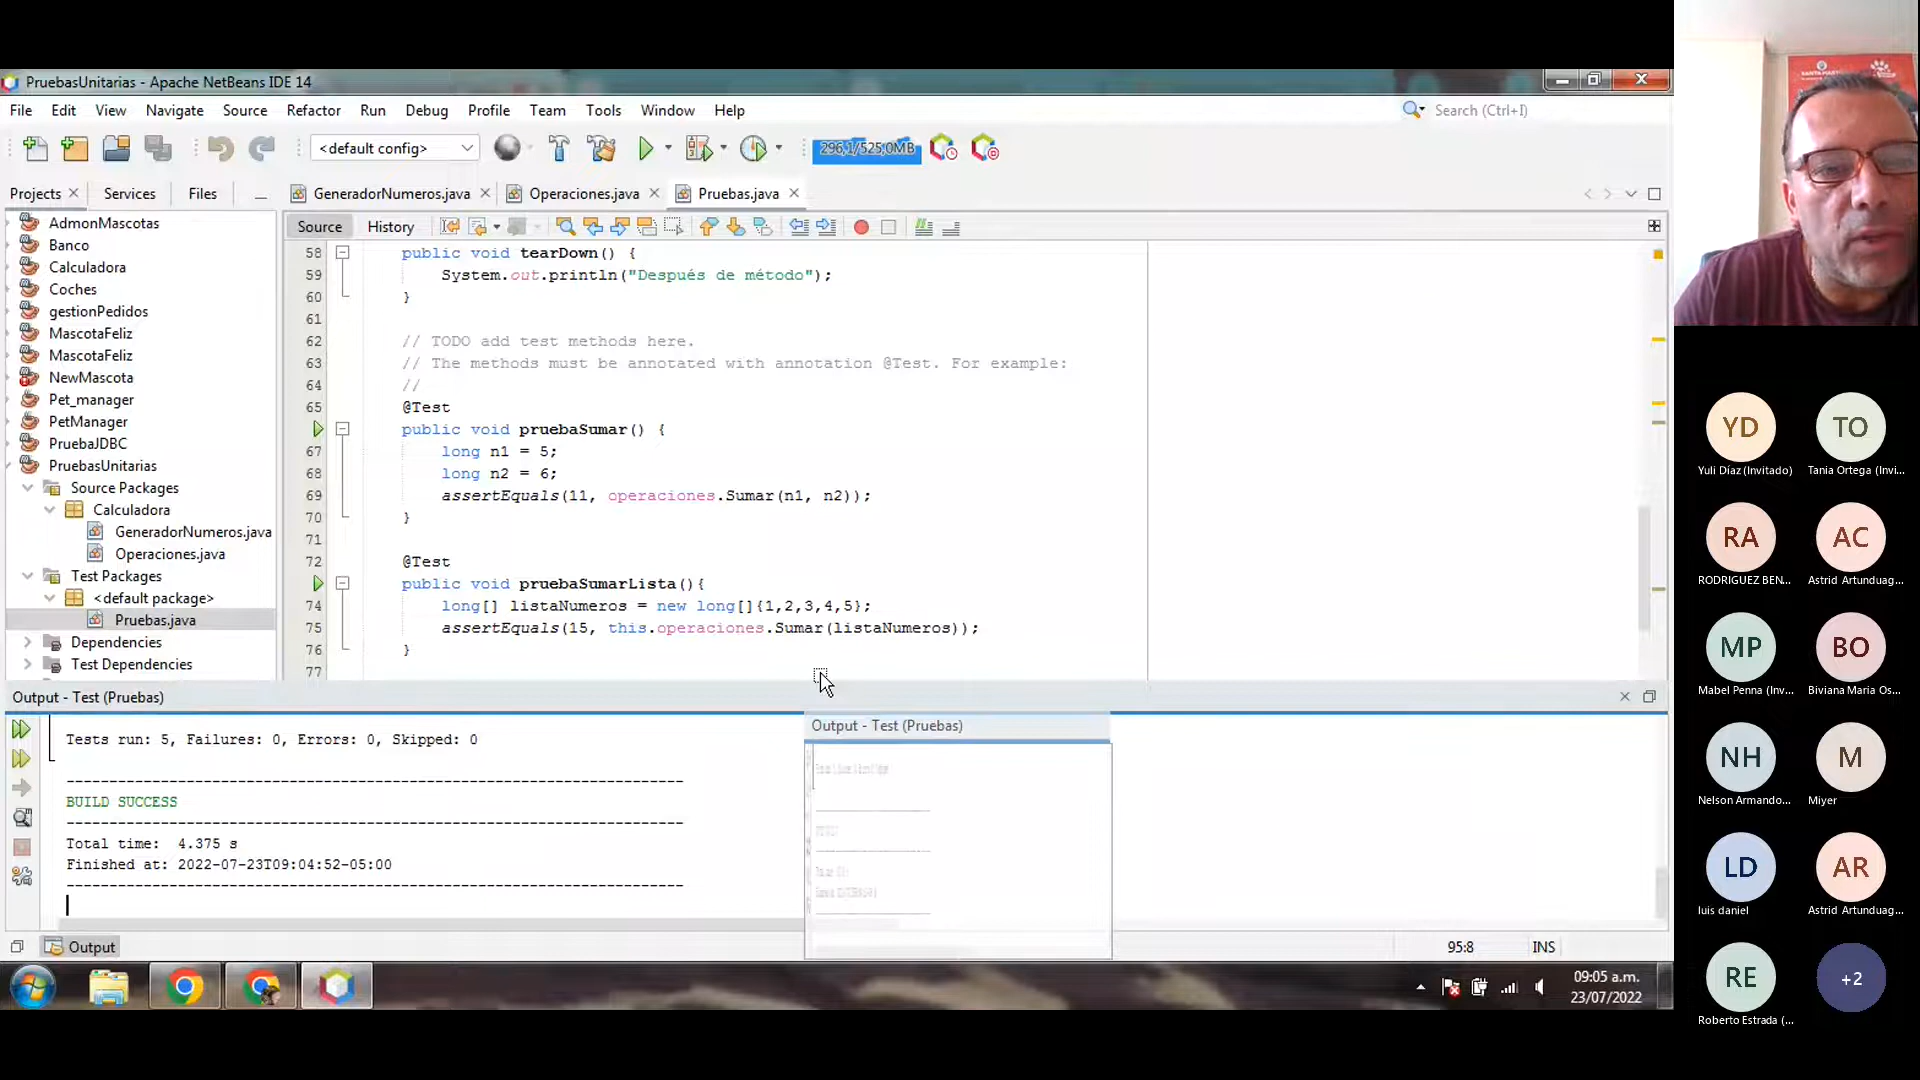 PruebasUnitarias - Apache NetBeans IDE 14
File Edit View Navigate Source Refactor Run Debug Profile Team Tools Window Help
Search (Ctrl+I)
<default config>
296,1/525,0MB
Projects Services Files
GeneradorNumeros.java Operaciones.java Pruebas.java
Source History
AdmonMascotas
Banco
Calculadora
Coches
gestionPedidos
MascotaFeliz
MascotaFeliz
NewMascota
Pet_manager
PetManager
PruebaJDBC
PruebasUnitarias
Source Packages
Calculadora
GeneradorNumeros.java
Operaciones.java
Test Packages
<default package>
Pruebas.java
Dependencies
Test Dependencies
58 public void tearDown() {
59 System.out.println("Después de método");
60 }
61
62 // TODO add test methods here.
63 // The methods must be annotated with annotation @Test. For example:
64 //
65 @Test
public void pruebaSumar() {
67 long n1 = 5;
68 long n2 = 6;
69 assertEquals(11, operaciones.Sumar(n1, n2));
70 }
71
72 @Test
public void pruebaSumarLista(){
74 long[] listaNumeros = new long[]{1,2,3,4,5};
75 assertEquals(15, this.operaciones.Sumar(listaNumeros));
76 }
77
Output - Test (Pruebas)
Tests run: 5, Failures: 0, Errors: 0, Skipped: 0
------------------------------------------------------------------------
BUILD SUCCESS
------------------------------------------------------------------------
Total time: 4.375 s
Finished at: 2022-07-23T09:04:52-05:00
------------------------------------------------------------------------
Output - Test (Pruebas)
Output
95:8 INS
09:05 a.m.
23/07/2022
YD
Yuli Díaz (Invitado)
TO
Tania Ortega (Invi...
RA
RODRIGUEZ BEN...
AC
Astrid Artunduag...
MP
Mabel Penna (Inv...
BO
Biviana Maria Os...
NH
Nelson Armando...
M
Miyer
LD
luis daniel
AR
Astrid Artunduag...
RE
Roberto Estrada (...
+2